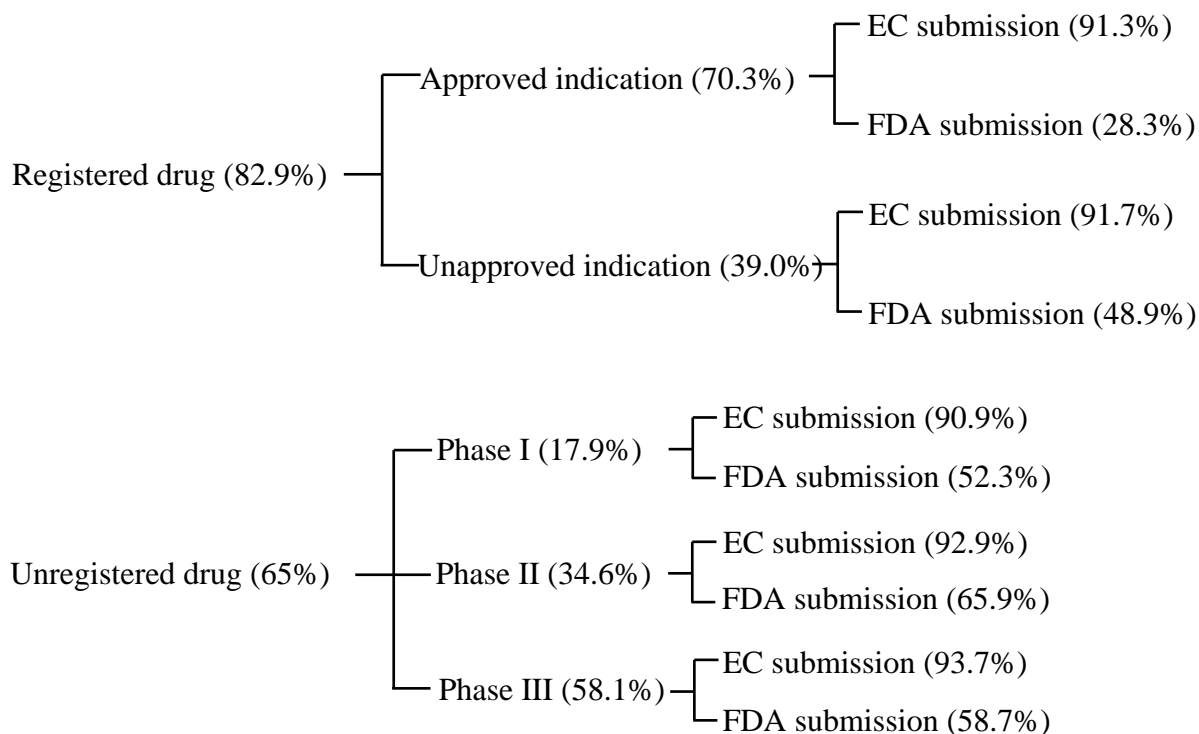 EC submission (91.3%)
Approved indication (70.3%)
FDA submission (28.3%)
Registered drug (82.9%)
EC submission (91.7%)
Unapproved indication (39.0%)
FDA submission (48.9%)
EC submission (90.9%)
Phase I (17.9%)
FDA submission (52.3%)
EC submission (92.9%)
Unregistered drug (65%)
Phase II (34.6%)
FDA submission (65.9%)
EC submission (93.7%)
Phase III (58.1%)
FDA submission (58.7%)